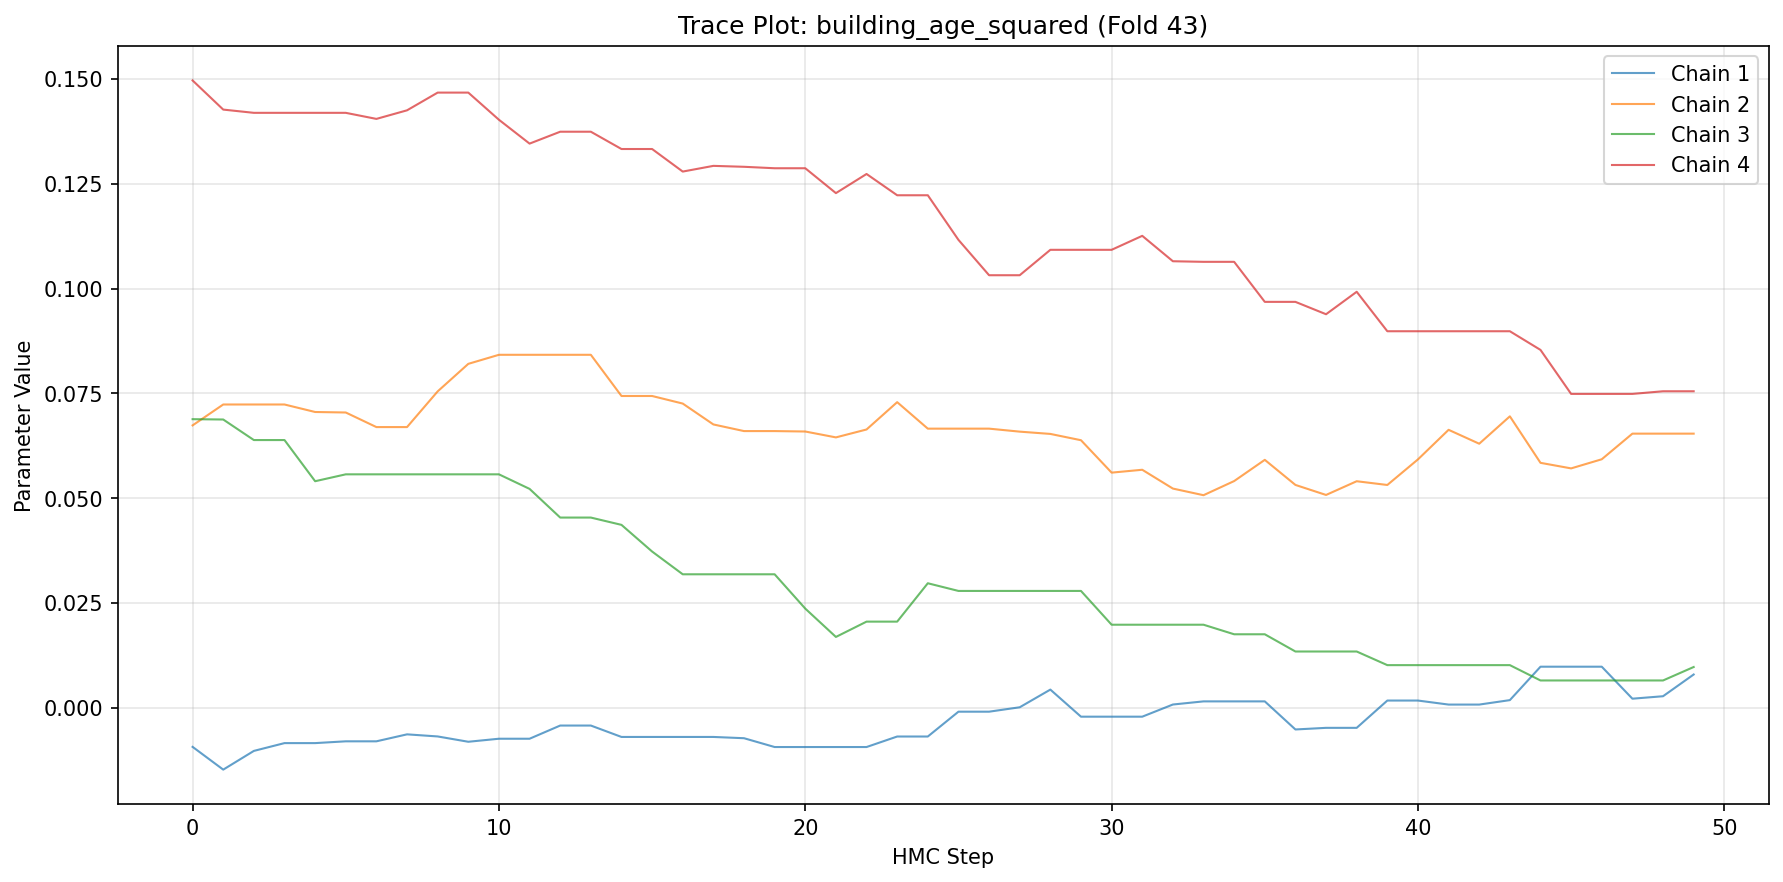 Trace Plot: building_age_squared (Fold 43)
Chain 1
Chain 2
Chain 3
Chain 4
0.150
0.125
0.100
0.075
0.050
0.025
0.000
Parameter Value
0 10 20 30 40 50
HMC Step